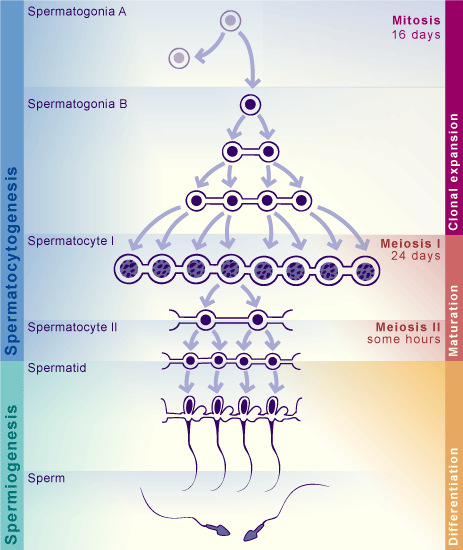 Spermatogonia A
Mitosis
16 days
Spermatogonia B
Clonal expansion
Spermatocytogenesis
Spermatocyte I
Meiosis I
24 days
Maturation
Spermatocyte II
Meiosis II
some hours
Spermatid
Spermiogenesis
Differentiation
Sperm